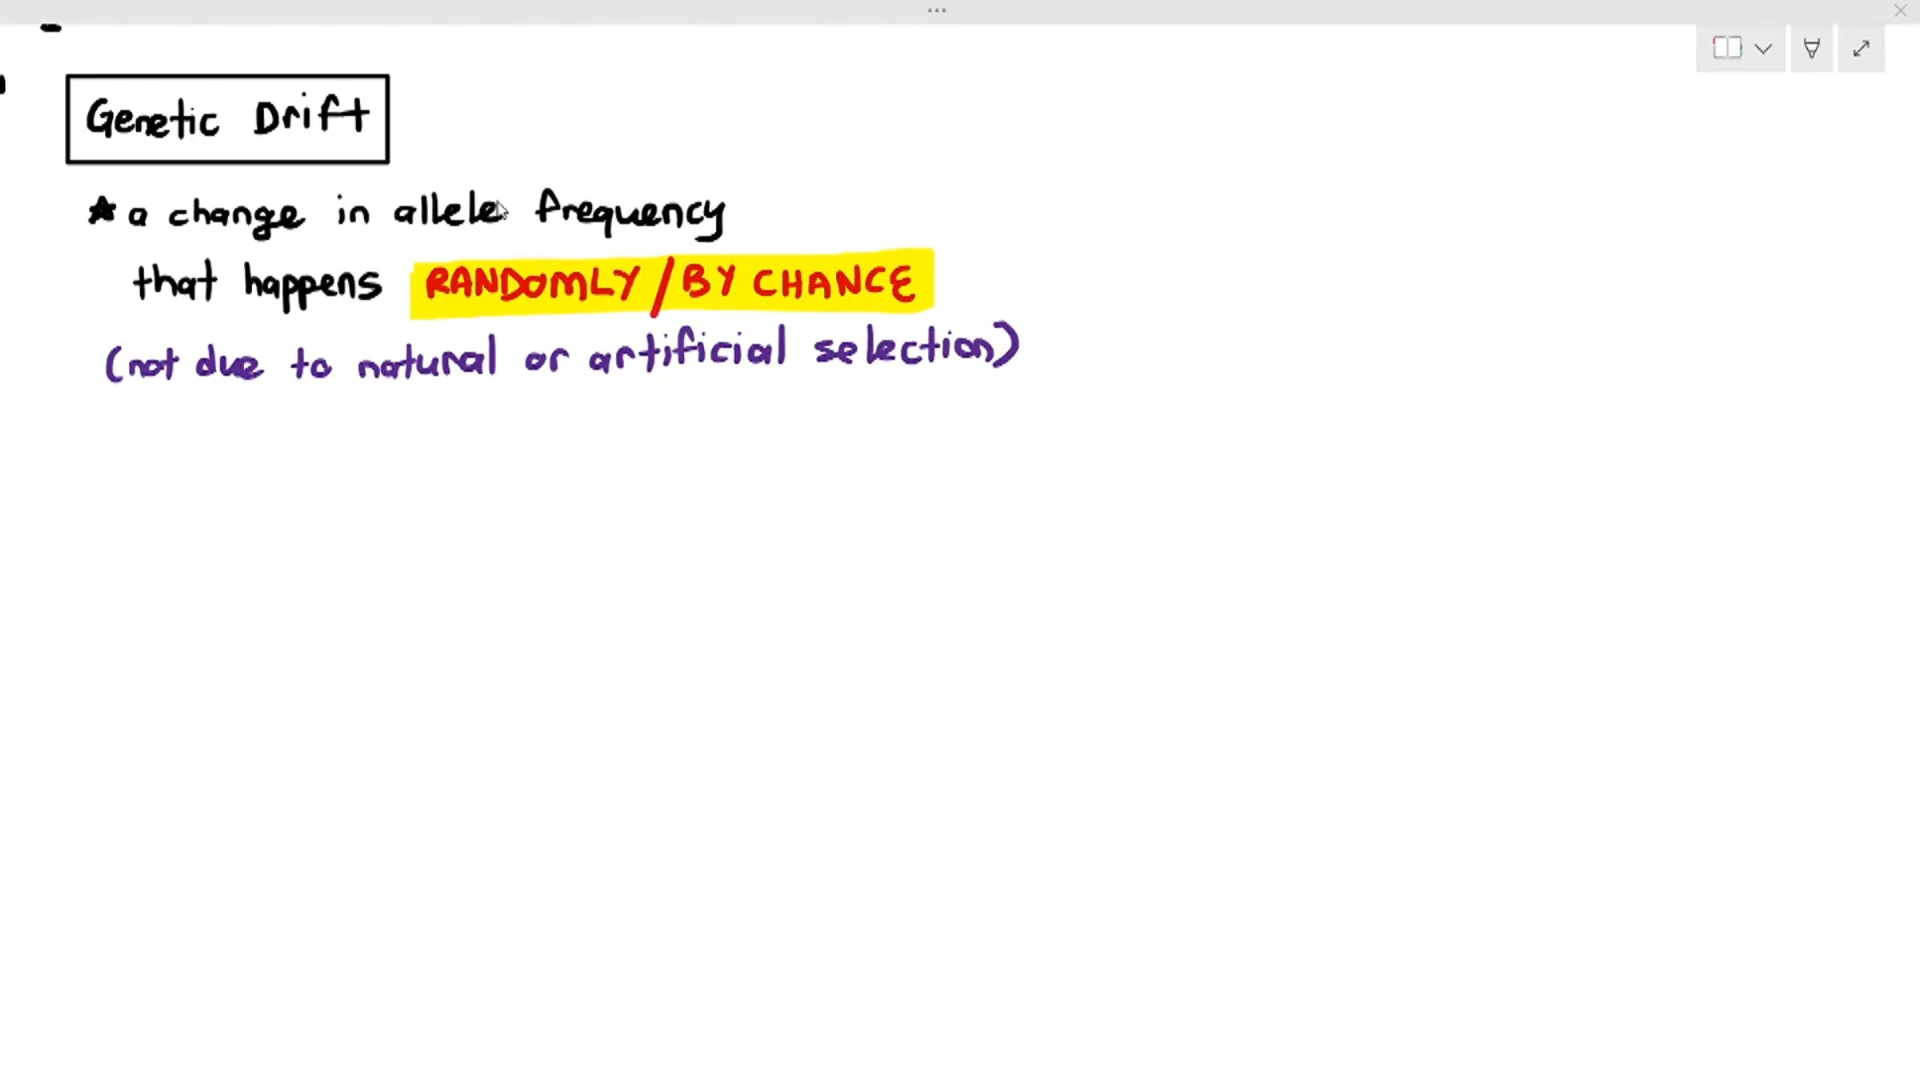 Genetic Drift
★ a change in allele frequency
that happens RANDOMLY / BY CHANCE
(not due to natural or artificial selection)